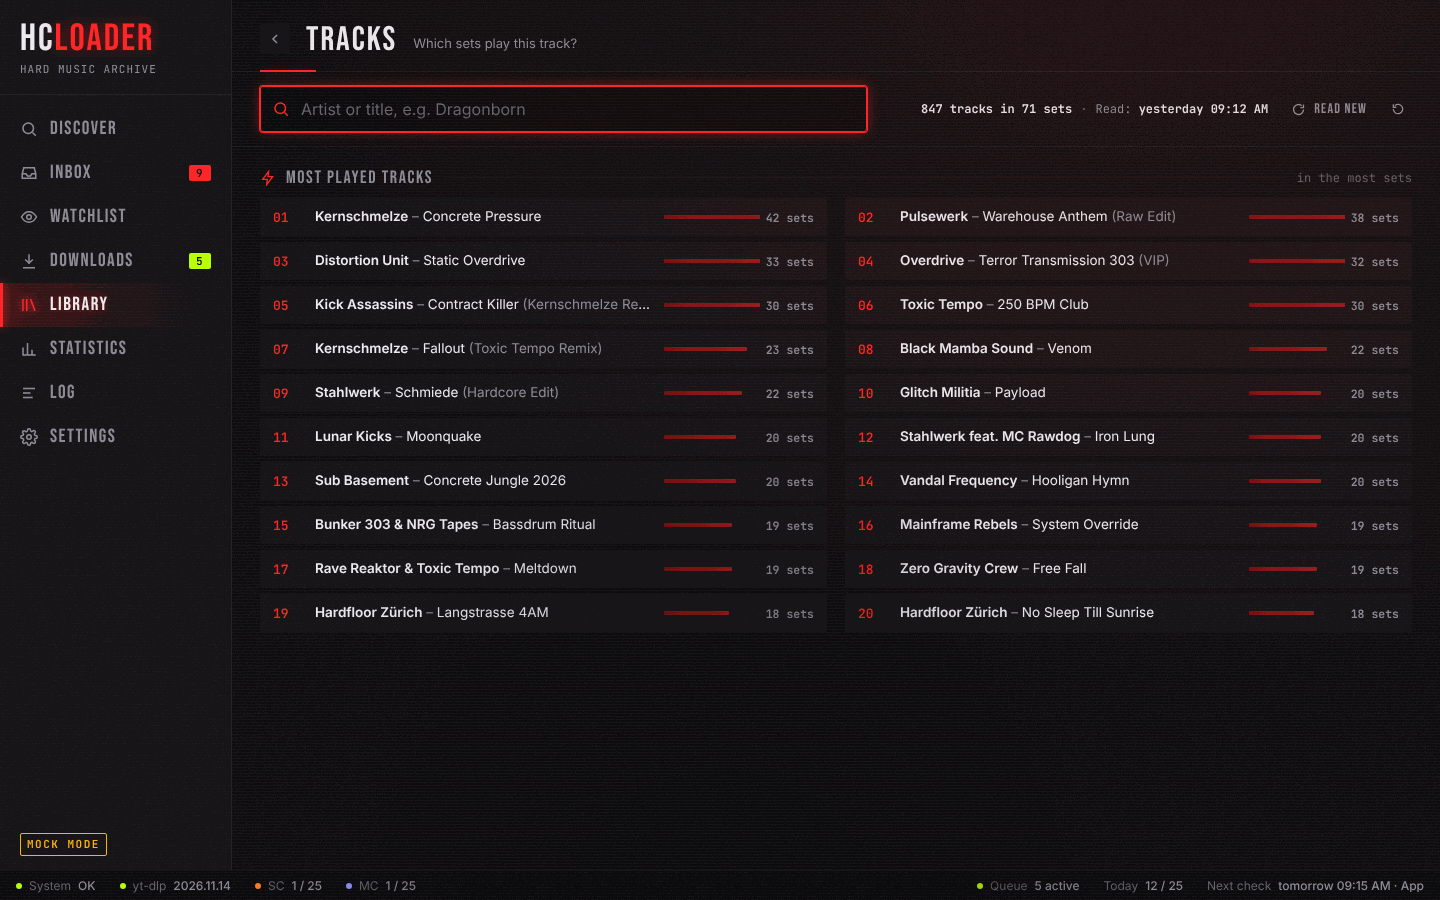 HCLOADER
HARD MUSIC ARCHIVE
DISCOVER
INBOX 9
WATCHLIST
DOWNLOADS 5
LIBRARY
STATISTICS
LOG
SETTINGS
MOCK MODE
TRACKS Which sets play this track?
Artist or title, e.g. Dragonborn
847 tracks in 71 sets · Read: yesterday 09:12 AM READ NEW
MOST PLAYED TRACKS in the most sets
01 Kernschmelze – Concrete Pressure 42 sets
02 Pulsewerk – Warehouse Anthem (Raw Edit) 38 sets
03 Distortion Unit – Static Overdrive 33 sets
04 Overdrive – Terror Transmission 303 (VIP) 32 sets
05 Kick Assassins – Contract Killer (Kernschmelze Re... 30 sets
06 Toxic Tempo – 250 BPM Club 30 sets
07 Kernschmelze – Fallout (Toxic Tempo Remix) 23 sets
08 Black Mamba Sound – Venom 22 sets
09 Stahlwerk – Schmiede (Hardcore Edit) 22 sets
10 Glitch Militia – Payload 20 sets
11 Lunar Kicks – Moonquake 20 sets
12 Stahlwerk feat. MC Rawdog – Iron Lung 20 sets
13 Sub Basement – Concrete Jungle 2026 20 sets
14 Vandal Frequency – Hooligan Hymn 20 sets
15 Bunker 303 & NRG Tapes – Bassdrum Ritual 19 sets
16 Mainframe Rebels – System Override 19 sets
17 Rave Reaktor & Toxic Tempo – Meltdown 19 sets
18 Zero Gravity Crew – Free Fall 19 sets
19 Hardfloor Zürich – Langstrasse 4AM 18 sets
20 Hardfloor Zürich – No Sleep Till Sunrise 18 sets
System OK yt-dlp 2026.11.14 SC 1 / 25 MC 1 / 25 Queue 5 active Today 12 / 25 Next check tomorrow 09:15 AM · App